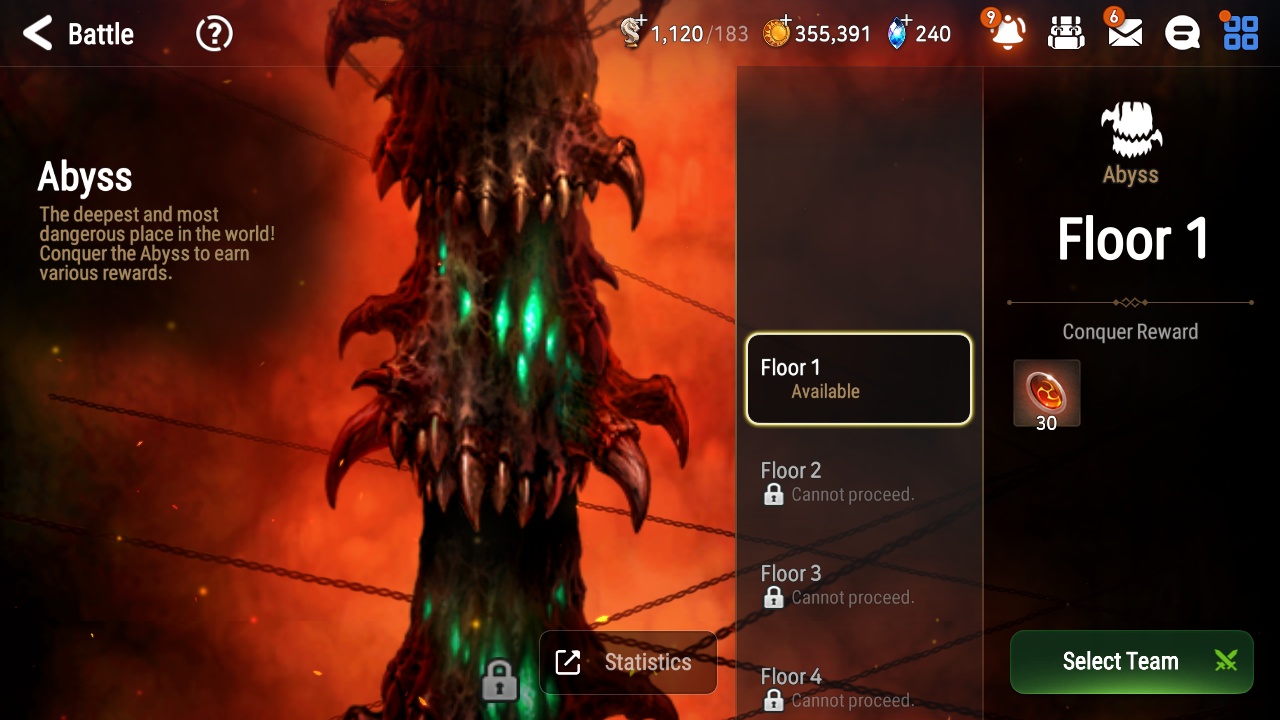 Battle
?
1,120/183
355,391
240
9
6
Abyss
The deepest and most
dangerous place in the world!
Conquer the Abyss to earn
various rewards.
Floor 1
Available
Floor 2
Cannot proceed.
Floor 3
Cannot proceed.
Floor 4
Cannot proceed.
Statistics
Abyss
Floor 1
Conquer Reward
30
Select Team